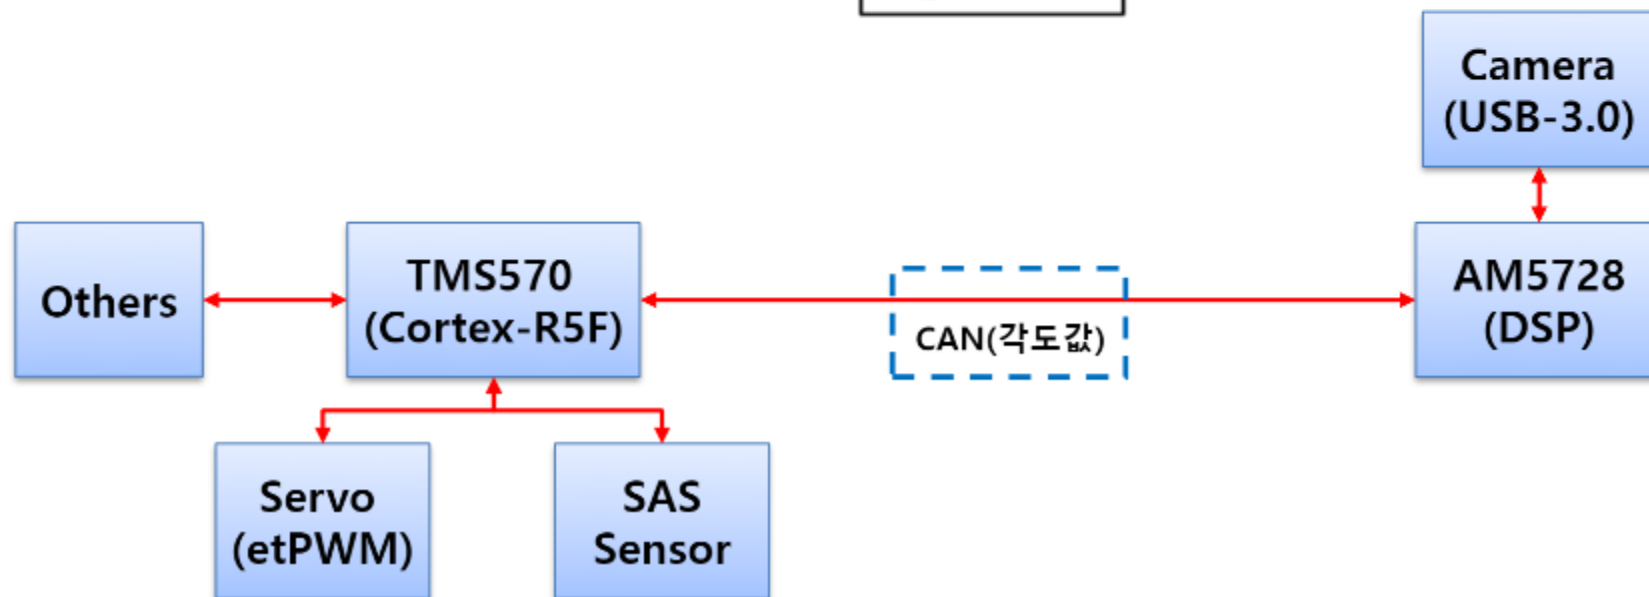 Camera
(USB-3.0)
Others
TMS570
(Cortex-R5F)
CAN(각도값)
AM5728
(DSP)
Servo
(etPWM)
SAS
Sensor